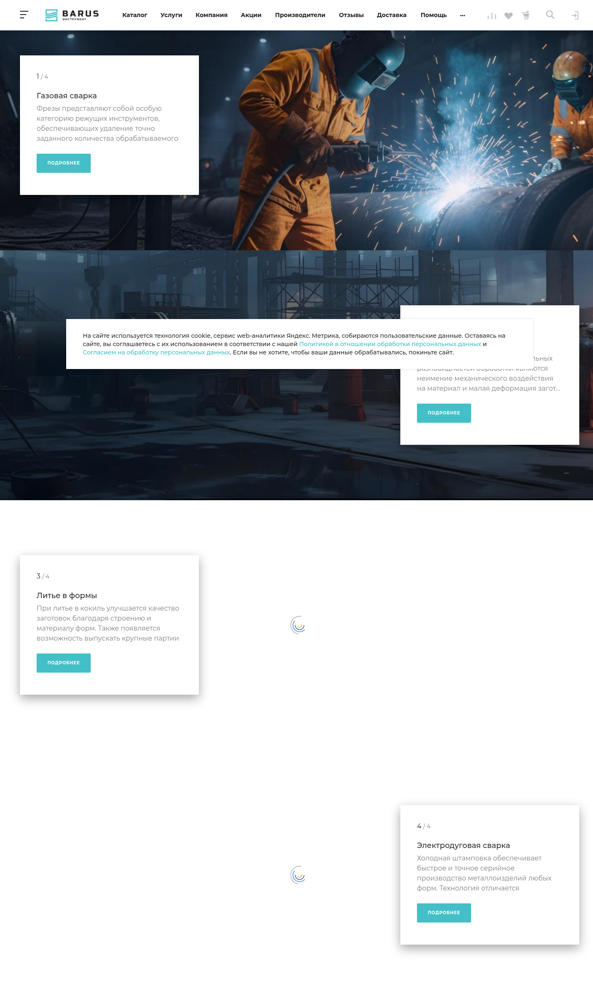 BARUS
ИНСТРУМЕНТ
Каталог Услуги Компания Акции Производители Отзывы Доставка Помощь ...
1 / 4
Газовая сварка
Фрезы представляют собой особую
категорию режущих инструментов,
обеспечивающих удаление точно
заданного количества обрабатываемого
ПОДРОБНЕЕ
На сайте используется технология cookie, сервис web-аналитики Яндекс. Метрика, собираются пользовательские данные. Оставаясь на
сайте, вы соглашаетесь с их использованием в соответствии с нашей Политикой в отношении обработки персональных данных и
Согласием на обработку персональных данных. Если вы не хотите, чтобы ваши данные обрабатывались, покиньте сайт.
разновидностей обработки являются
неимение механического воздействия
на материал и малая деформация загот...
ПОДРОБНЕЕ
3 / 4
Литье в формы
При литье в кокиль улучшается качество
заготовок благодаря строению и
материалу форм. Также появляется
возможность выпускать крупные партии
ПОДРОБНЕЕ
4 / 4
Электродуговая сварка
Холодная штамповка обеспечивает
быстрое и точное серийное
производство металлоизделий любых
форм. Технология отличается
ПОДРОБНЕЕ